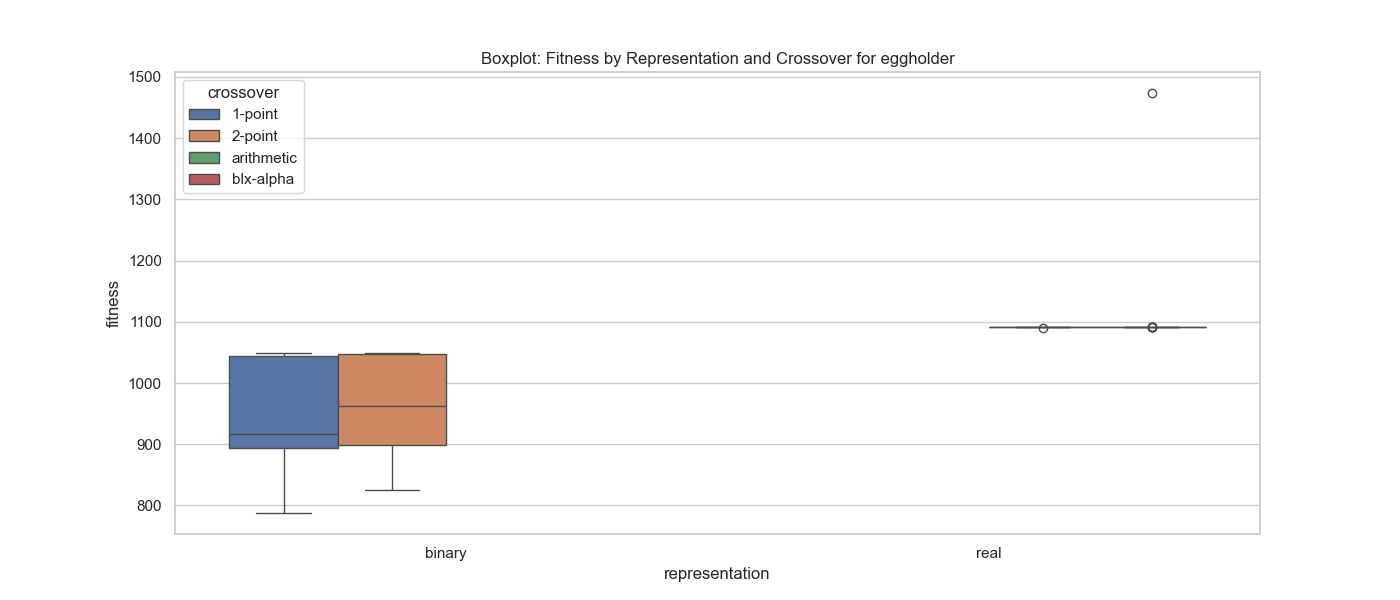 Boxplot: Fitness by Representation and Crossover for eggholder
crossover
1-point
2-point
arithmetic
blx-alpha
1500
1400
1300
1200
1100
1000
900
800
fitness
binary
real
representation